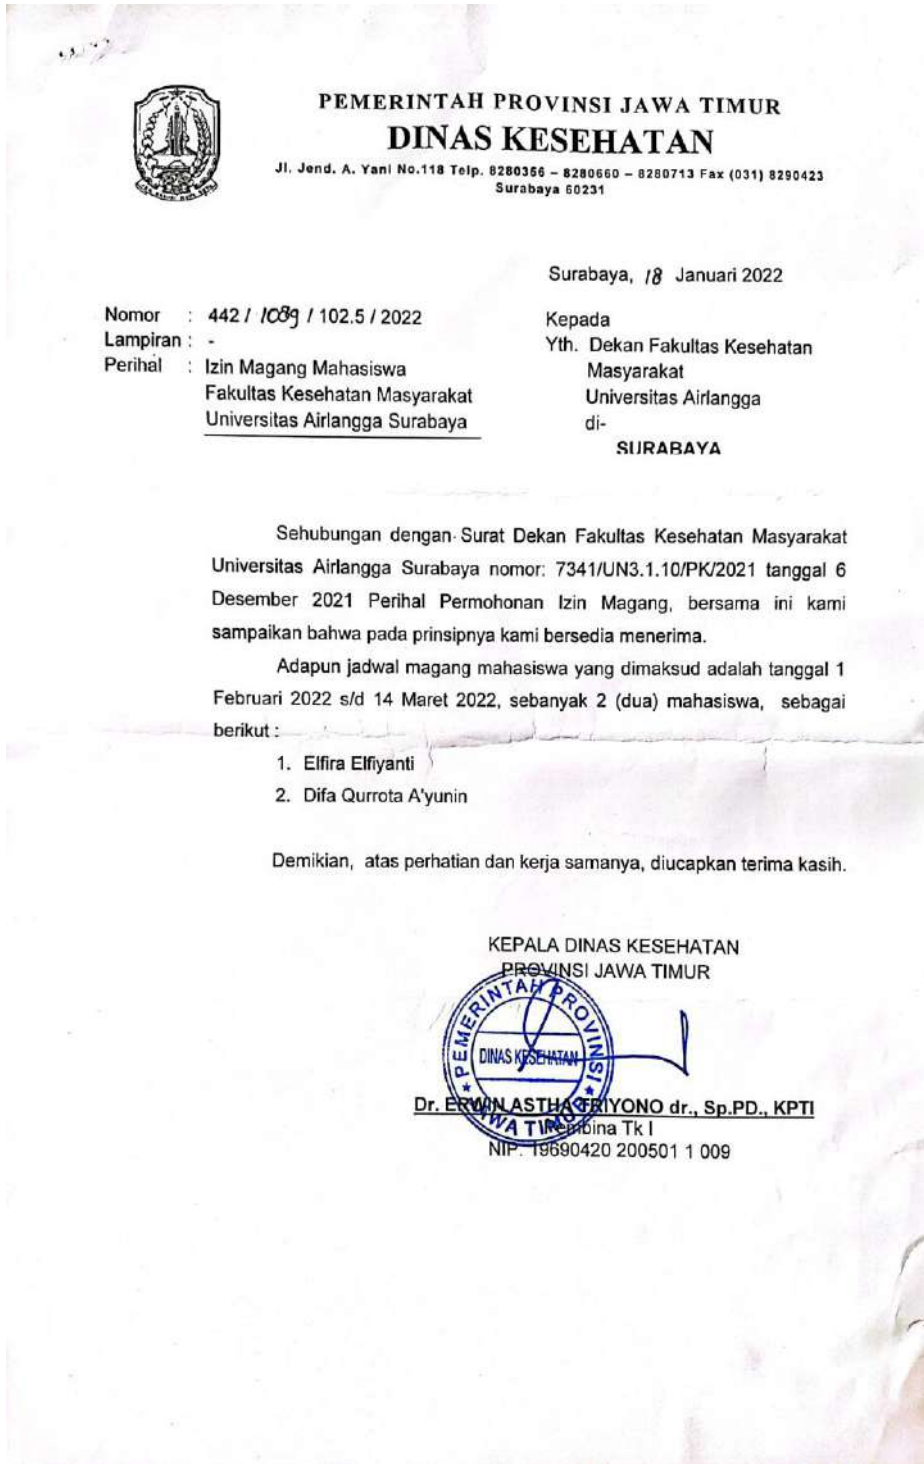 PEMERINTAH PROVINSI JAWA TIMUR
DINAS KESEHATAN
Jl. Jend. A. Yani No.118 Telp. 8280356 – 8280660 – 8280713 Fax (031) 8290423
Surabaya 60231
Surabaya, 18 Januari 2022
Nomor : 442 / 1089 / 102.5 / 2022
Lampiran : -
Perihal : Izin Magang Mahasiswa
Fakultas Kesehatan Masyarakat
Universitas Airlangga Surabaya
Kepada
Yth. Dekan Fakultas Kesehatan
Masyarakat
Universitas Airlangga
di-
SURABAYA
Sehubungan dengan Surat Dekan Fakultas Kesehatan Masyarakat
Universitas Airlangga Surabaya nomor: 7341/UN3.1.10/PK/2021 tanggal 6
Desember 2021 Perihal Permohonan Izin Magang, bersama ini kami
sampaikan bahwa pada prinsipnya kami bersedia menerima.
Adapun jadwal magang mahasiswa yang dimaksud adalah tanggal 1
Februari 2022 s/d 14 Maret 2022, sebanyak 2 (dua) mahasiswa, sebagai
berikut :
1. Elfira Elfiyanti
2. Difa Qurrota A'yunin
Demikian, atas perhatian dan kerja samanya, diucapkan terima kasih.
KEPALA DINAS KESEHATAN
PROVINSI JAWA TIMUR
PEMERINTAH PROVINSI
DINAS KESEHATAN
JAWA TIMUR
Dr. ERWIN ASTHA TRIYONO dr., Sp.PD., KPTI
Pembina Tk I
NIP. 19690420 200501 1 009